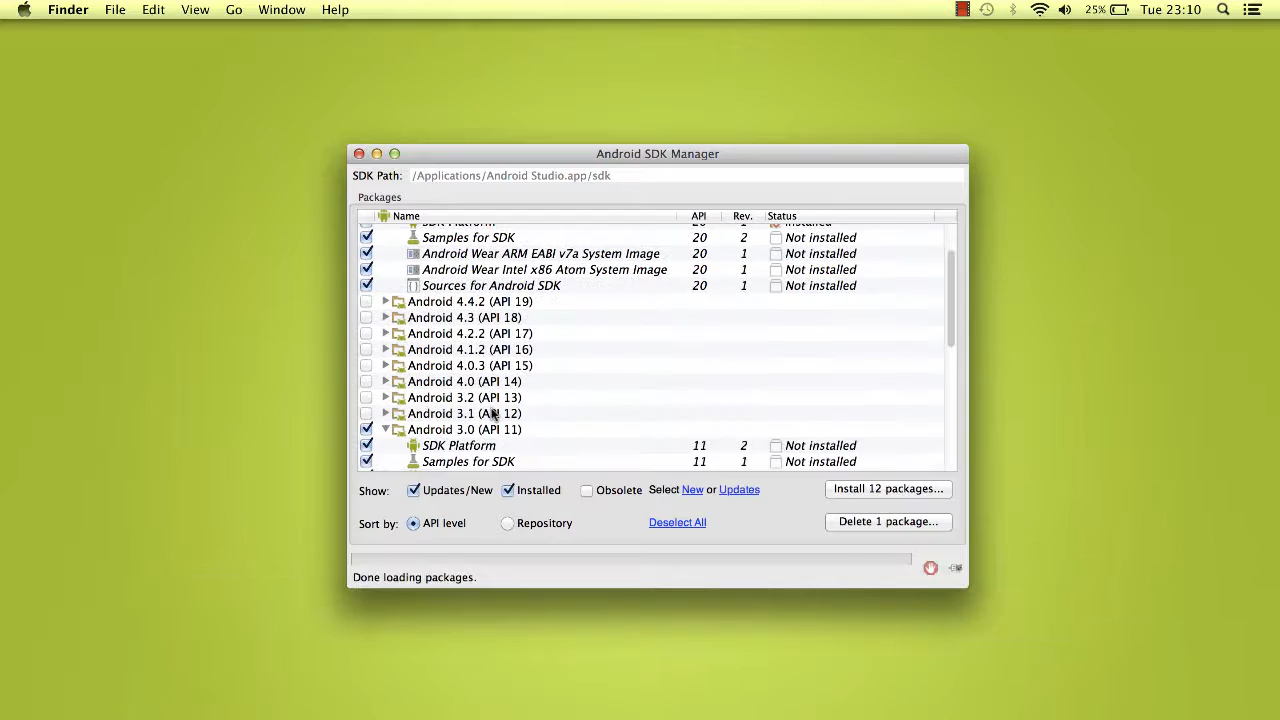 Finder File Edit View Go Window Help 25% Tue 23:10
Android SDK Manager
SDK Path: /Applications/Android Studio.app/sdk
Packages
Name API Rev. Status
SDK Platform 20 1 Installed
Samples for SDK 20 2 Not installed
Android Wear ARM EABI v7a System Image 20 1 Not installed
Android Wear Intel x86 Atom System Image 20 1 Not installed
Sources for Android SDK 20 1 Not installed
Android 4.4.2 (API 19)
Android 4.3 (API 18)
Android 4.2.2 (API 17)
Android 4.1.2 (API 16)
Android 4.0.3 (API 15)
Android 4.0 (API 14)
Android 3.2 (API 13)
Android 3.1 (API 12)
Android 3.0 (API 11)
SDK Platform 11 2 Not installed
Samples for SDK 11 1 Not installed
Show: Updates/New Installed Obsolete Select New or Updates Install 12 packages...
Sort by: API level Repository Deselect All Delete 1 package...
Done loading packages.